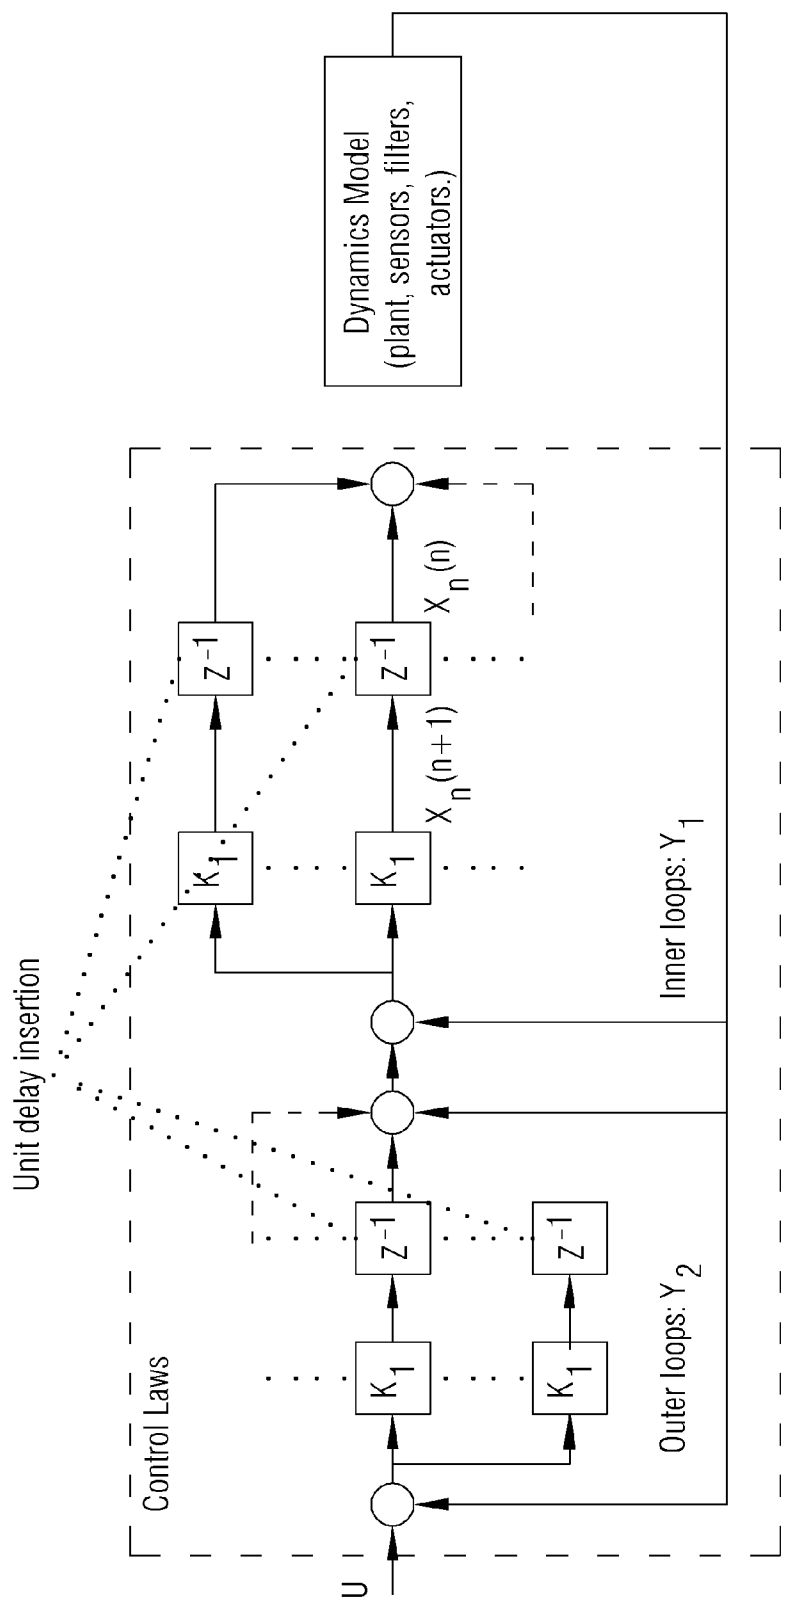 Unit delay insertion
Control Laws
U
K1
K1
Z-1
Z-1
Outer loops: Y2
K1
K1
Z-1
Z-1
Xn(n+1)
Xn(n)
Inner loops: Y1
Dynamics Model
(plant, sensors, filters,
actuators.)